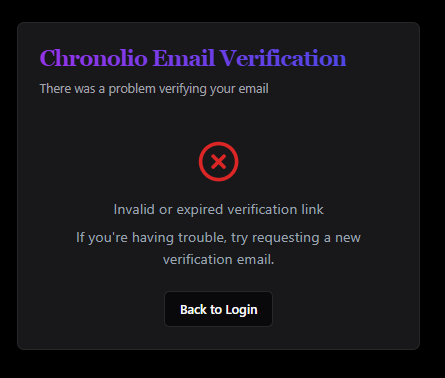 Chronolio Email Verification
There was a problem verifying your email
Invalid or expired verification link
If you're having trouble, try requesting a new
verification email.
Back to Login